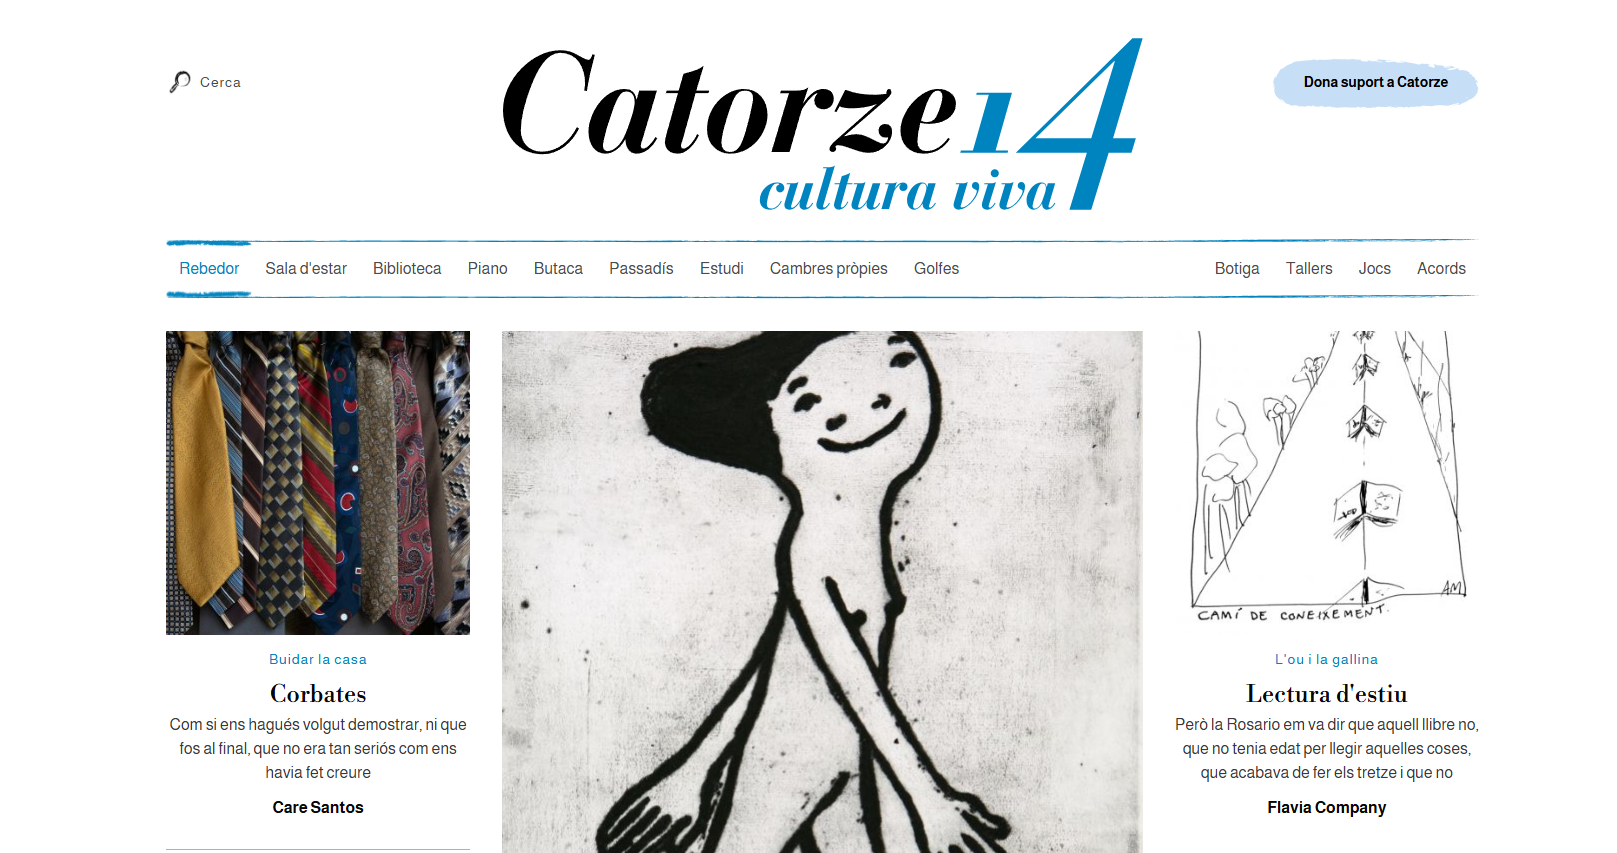 Cerca
Catorze14
cultura viva
Dona suport a Catorze
Rebedor Sala d'estar Biblioteca Piano Butaca Passadís Estudi Cambres pròpies Golfes Botiga Tallers Jocs Acords
Buidar la casa
Corbates
Com si ens hagués volgut demostrar, ni que
fos al final, que no era tan seriós com ens
havia fet creure
Care Santos
AM
CAMÍ DE CONEIXEMENT.
L'ou i la gallina
Lectura d'estiu
Però la Rosario em va dir que aquell llibre no,
que no tenia edat per llegir aquelles coses,
que acabava de fer els tretze i que no
Flavia Company